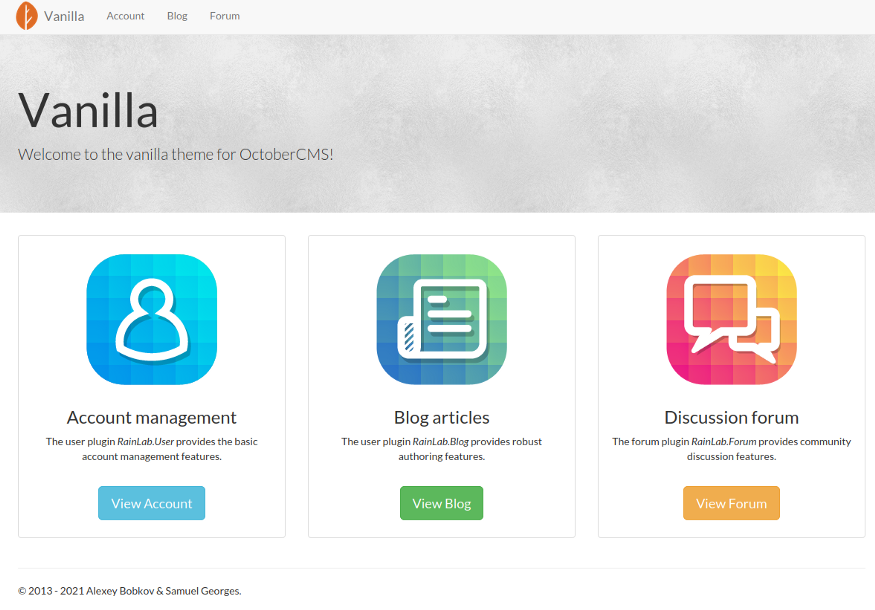 Vanilla Account Blog Forum
Vanilla
Welcome to the vanilla theme for OctoberCMS!
Account management
The user plugin RainLab.User provides the basic
account management features.
View Account
Blog articles
The user plugin RainLab.Blog provides robust
authoring features.
View Blog
Discussion forum
The forum plugin RainLab.Forum provides community
discussion features.
View Forum
© 2013 - 2021 Alexey Bobkov & Samuel Georges.